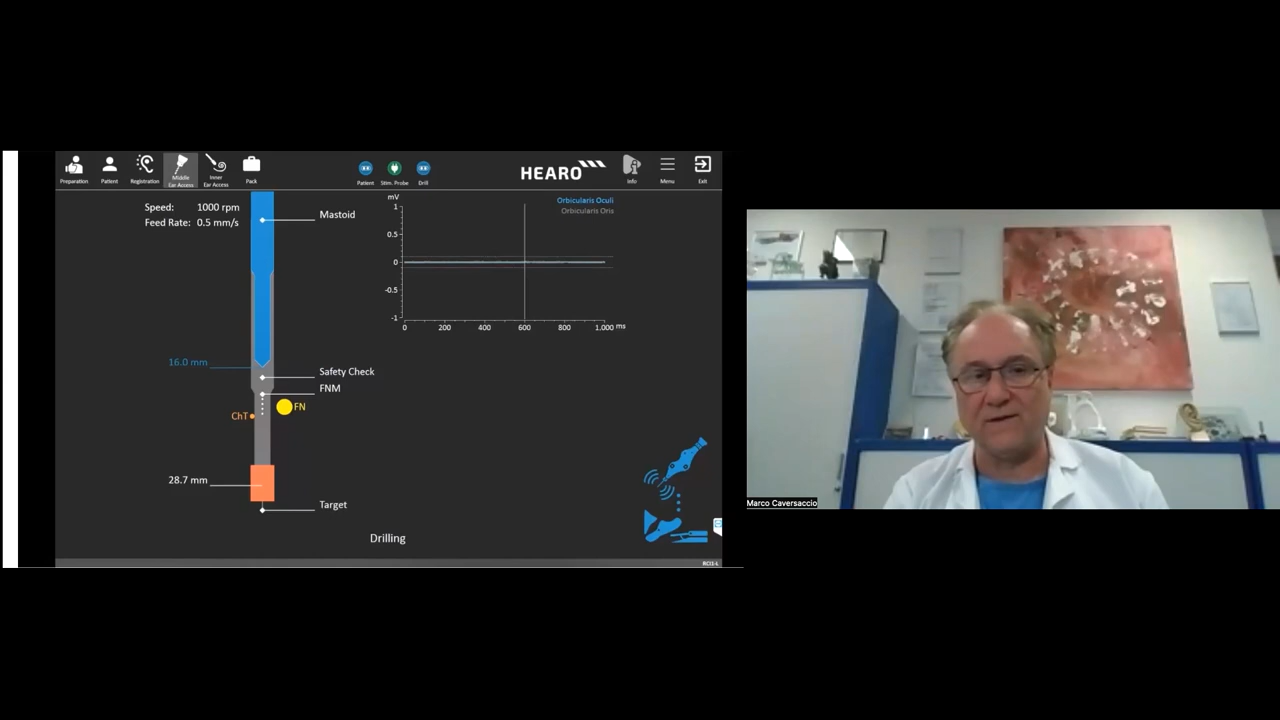 Preparation
Patient
Registration
Middle
Ear Access
Inner
Ear Access
Pack
Patient
Stim. Probe
Drill
HEARO
Info
Menu
Exit
Speed: 1000 rpm
Feed Rate: 0.5 mm/s
Mastoid
mV
Orbicularis Oculi
Orbicularis Oris
1
0.5
0
-0.5
-1
0 200 400 600 800 1.000 ms
16.0 mm
Safety Check
FNM
FN
ChT
28.7 mm
Target
Drilling
RCI1-L
Marco Caversaccio